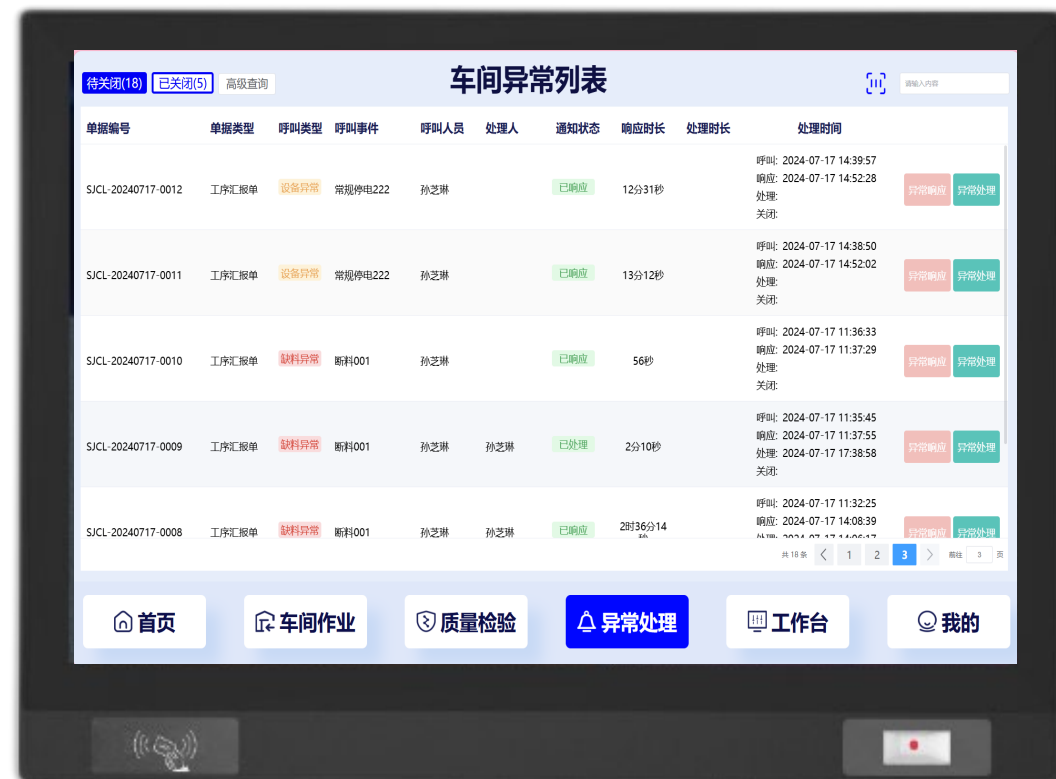 待关闭(18) 已关闭(5) 高级查询 车间异常列表 请输入内容
单据编号 单据类型 呼叫类型 呼叫事件 呼叫人员 处理人 通知状态 响应时长 处理时长 处理时间
呼叫: 2024-07-17 14:39:57
响应: 2024-07-17 14:52:28
SJCL-20240717-0012 工序汇报单 设备异常 常规停电222 孙芝琳 已响应 12分31秒 异常响应 异常处理
处理:
关闭:
呼叫: 2024-07-17 14:38:50
响应: 2024-07-17 14:52:02
SJCL-20240717-0011 工序汇报单 设备异常 常规停电222 孙芝琳 已响应 13分12秒 异常响应 异常处理
处理:
关闭:
呼叫: 2024-07-17 11:36:33
响应: 2024-07-17 11:37:29
SJCL-20240717-0010 工序汇报单 缺料异常 断料001 孙芝琳 已响应 56秒 异常响应 异常处理
处理:
关闭:
呼叫: 2024-07-17 11:35:45
响应: 2024-07-17 11:37:55
SJCL-20240717-0009 工序汇报单 缺料异常 断料001 孙芝琳 孙芝琳 已处理 2分10秒 异常响应 异常处理
处理: 2024-07-17 17:38:58
关闭:
呼叫: 2024-07-17 11:32:25
响应: 2024-07-17 14:08:39
SJCL-20240717-0008 工序汇报单 缺料异常 断料001 孙芝琳 孙芝琳 已响应 2时36分14秒 异常响应 异常处理
处理: 2024-07-17 14:06:17
共 18 条 1 2 3 前往 3 页
首页 车间作业 质量检验 异常处理 工作台 我的